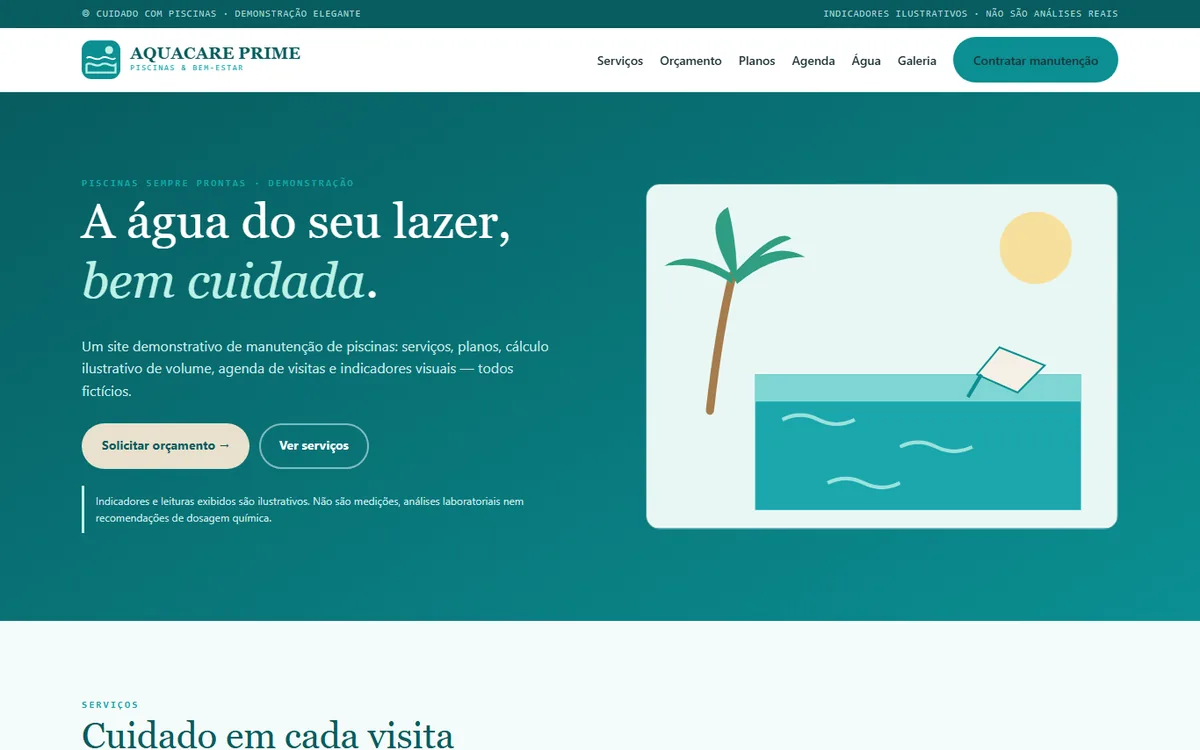 CUIDADO COM PISCINAS · DEMONSTRAÇÃO ELEGANTE
INDICADORES ILUSTRATIVOS · NÃO SÃO ANÁLISES REAIS
AQUACARE PRIME
PISCINAS & BEM-ESTAR
Serviços
Orçamento
Planos
Agenda
Água
Galeria
Contratar manutenção
PISCINAS SEMPRE PRONTAS · DEMONSTRAÇÃO
A água do seu lazer,
bem cuidada.
Um site demonstrativo de manutenção de piscinas: serviços, planos, cálculo
ilustrativo de volume, agenda de visitas e indicadores visuais — todos
fictícios.
Solicitar orçamento →
Ver serviços
Indicadores e leituras exibidos são ilustrativos. Não são medições, análises laboratoriais nem
recomendações de dosagem química.
SERVIÇOS
Cuidado em cada visita